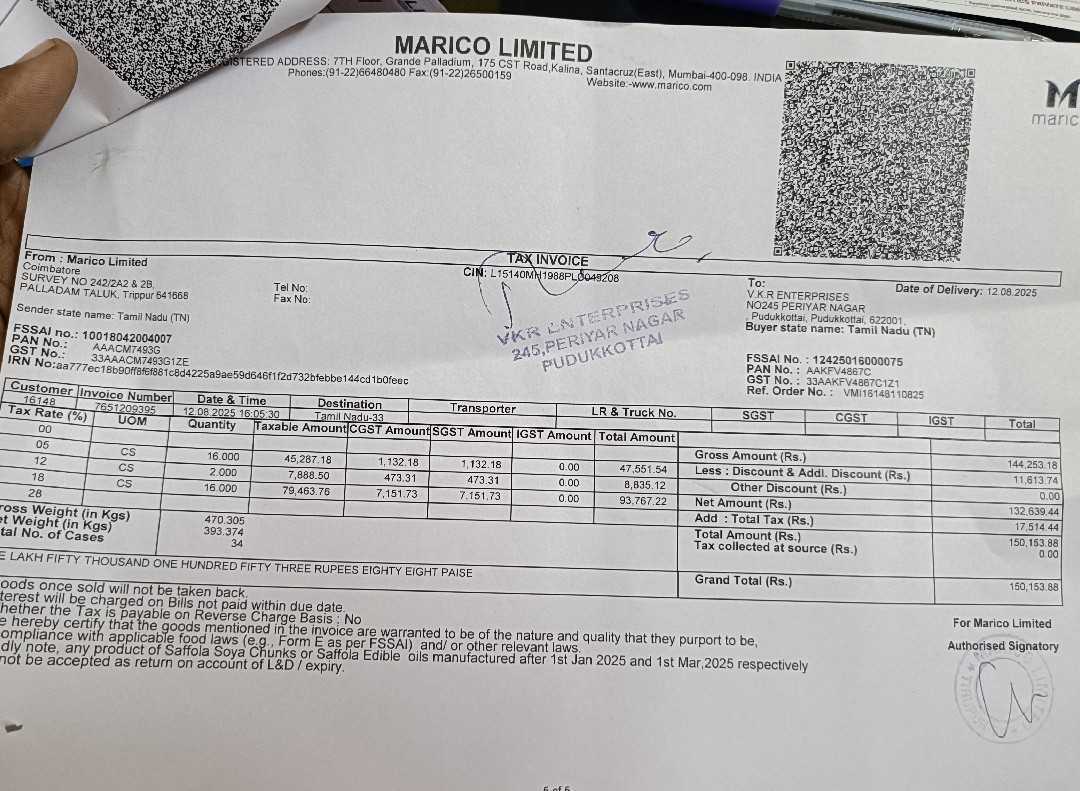 MARICO LIMITED
REGISTERED ADDRESS: 7TH Floor, Grande Palladium, 175 CST Road,Kalina, Santacruz(East), Mumbai-400-098. INDIA
Phones:(91-22)66480480 Fax:(91-22)26500159
Website:-www.marico.com
M
maric
TAX INVOICE
CIN: L15140MH1988PLC049208
From : Marico Limited
Coimbatore
SURVEY NO 242/2A2 & 2B,
PALLADAM TALUK, Trippur 641668
Tel No:
Fax No:
Sender state name: Tamil Nadu (TN)
FSSAI no.: 10018042004007
PAN No.: AAACM7493G
GST No.: 33AAACM7493G1ZE
IRN No:aa777ec18b90ff8f6f881c8d4225a9ae59d646f1f2d732bfebbe144cd1b0feec
VKR ENTERPRISES
245,PERIYAR NAGAR
PUDUKKOTTAI
To:
V.K.R ENTERPRISES
NO245 PERIYAR NAGAR
, Pudukkottai, Pudukkottai, 622001,
Buyer state name: Tamil Nadu (TN)
Date of Delivery: 12.08.2025
FSSAI No. : 12425016000075
PAN No. : AAKFV4867C
GST No. : 33AAKFV4867C1Z1
Ref. Order No. : VMI16148110825
Customer Invoice Number Date & Time Destination Transporter LR & Truck No. SGST CGST IGST Total
16148 7651209395 12.08.2025 16:05:30 Tamil Nadu-33
Tax Rate (%) UOM Quantity Taxable Amount CGST Amount SGST Amount IGST Amount Total Amount
00
05 CS 16.000 45,287.18 1,132.18 1,132.18 0.00 47,551.54
12 CS 2.000 7,888.50 473.31 473.31 0.00 8,835.12
18 CS 16.000 79,463.76 7,151.73 7,151.73 0.00 93,767.22
28
Gross Amount (Rs.) 144,253.18
Less : Discount & Addl. Discount (Rs.) 11,613.74
Other Discount (Rs.) 0.00
Net Amount (Rs.) 132,639.44
Add : Total Tax (Rs.) 17,514.44
Total Amount (Rs.) 150,153.88
Tax collected at source (Rs.) 0.00
Grand Total (Rs.) 150,153.88
ross Weight (in Kgs) 470.305
et Weight (in Kgs) 393.374
tal No. of Cases 34
E LAKH FIFTY THOUSAND ONE HUNDRED FIFTY THREE RUPEES EIGHTY EIGHT PAISE
oods once sold will not be taken back.
terest will be charged on Bills not paid within due date.
hether the Tax is payable on Reverse Charge Basis : No
e hereby certify that the goods mentioned in the invoice are warranted to be of the nature and quality that they purport to be,
ompliance with applicable food laws (e.g., Form E as per FSSAI) and/ or other relevant laws.
dly note, any product of Saffola Soya Chunks or Saffola Edible oils manufactured after 1st Jan 2025 and 1st Mar,2025 respectively
not be accepted as return on account of L&D / expiry.
For Marico Limited
Authorised Signatory